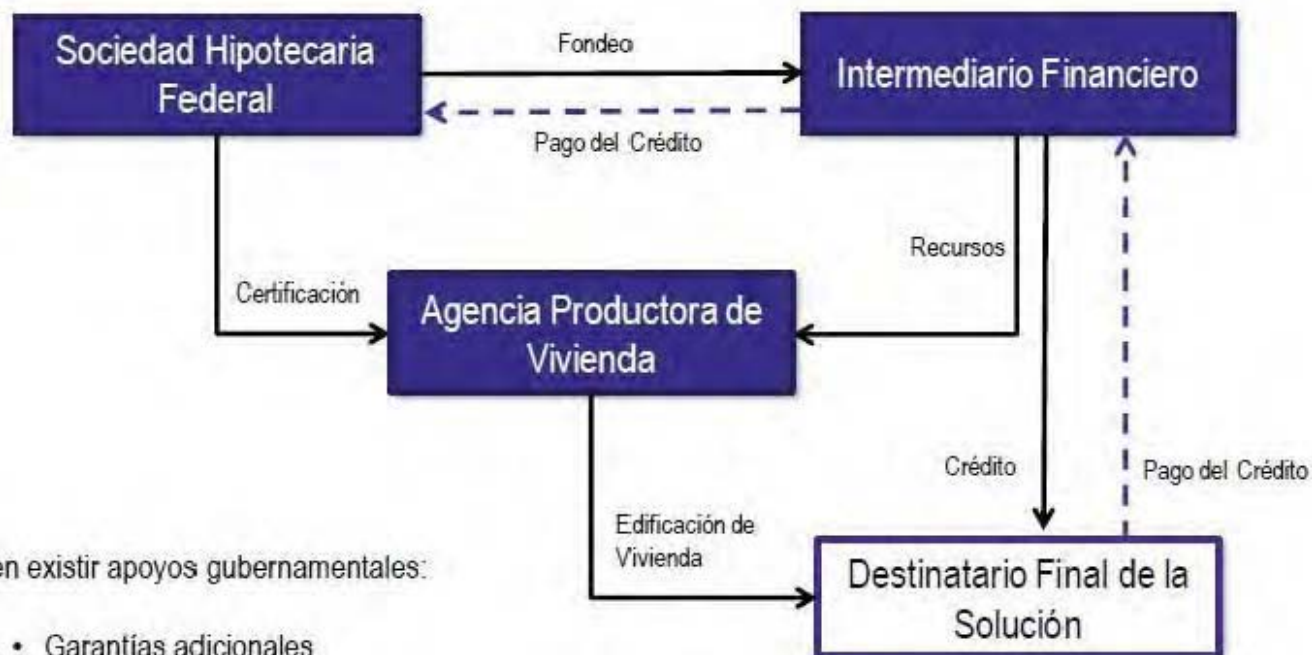 Sociedad Hipotecaria
Federal
Fondeo
Intermediario Financiero
Pago del Crédito
Certificación
Recursos
Agencia Productora de
Vivienda
Crédito
Pago del Crédito
Edificación de
Vivienda
Destinatario Final de la
Solución
en existir apoyos gubernamentales:
• Garantías adicionales